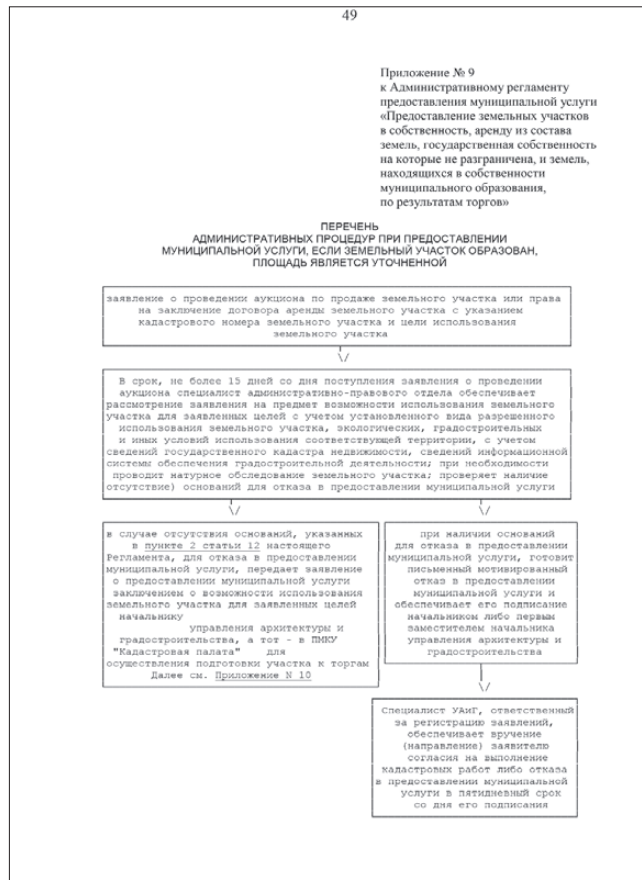 49
Приложение № 9
к Административному регламенту
предоставления муниципальной услуги
«Предоставление земельных участков
в собственность, аренду из состава
земель, государственная собственность
на которые не разграничена, и земель,
находящихся в собственности
муниципального образования,
по результатам торгов»
ПЕРЕЧЕНЬ
АДМИНИСТРАТИВНЫХ ПРОЦЕДУР ПРИ ПРЕДОСТАВЛЕНИИ
МУНИЦИПАЛЬНОЙ УСЛУГИ, ЕСЛИ ЗЕМЕЛЬНЫЙ УЧАСТОК ОБРАЗОВАН,
ПЛОЩАДЬ ЯВЛЯЕТСЯ УТОЧНЕННОЙ
заявление о проведении аукциона по продаже земельного участка или права
на заключение договора аренды земельного участка с указанием
кадастрового номера земельного участка и цели использования
земельного участка
\/
В срок, не более 15 дней со дня поступления заявления о проведении
аукциона специалист административно-правового отдела обеспечивает
рассмотрение заявления на предмет возможности использования земельного
участка для заявленных целей с учетом установленного вида разрешенного
использования земельного участка, экологических, градостроительных
и иных условий использования соответствующей территории, с учетом
сведений государственного кадастра недвижимости, сведений информационной
системы обеспечения градостроительной деятельности; при необходимости
проводит натурное обследование земельного участка; проверяет наличие
отсутствие) оснований для отказа в предоставлении муниципальной услуги
\/
\/
в случае отсутствия оснований, указанных
в пункте 2 статьи 12 настоящего
Регламента, для отказа в предоставлении
муниципальной услуги, передает заявление
о предоставлении муниципальной услуги
заключением о возможности использования
земельного участка для заявленных целей
начальнику
управления архитектуры и
градостроительства, а тот - в ПМКУ
"Кадастровая палата" для
осуществления подготовки участка к торгам
Далее см. Приложение N 10
при наличии оснований
для отказа в предоставлении
муниципальной услуги, готовит
письменный мотивированный
отказ в предоставлении
муниципальной услуги и
обеспечивает его подписание
начальником либо первым
заместителем начальника
управления архитектуры и
градостроительства
\/
Специалист УАиГ, ответственный
за регистрацию заявлений,
обеспечивает вручение
(направление) заявителю
согласия на выполнение
кадастровых работ либо отказа
в предоставлении муниципальной
услуги в пятидневный срок
со дня его подписания